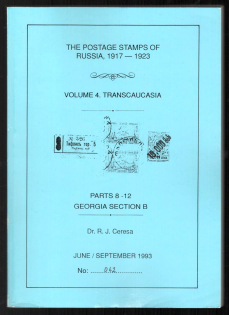 THE POSTAGE STAMPS OF
RUSSIA, 1917 — 1923
VOLUME 4. TRANSCAUCASIA
PARTS 8 -12
GEORGIA SECTION B
Dr. R. J. Ceresa
JUNE / SEPTEMBER 1993
No: ......042..............